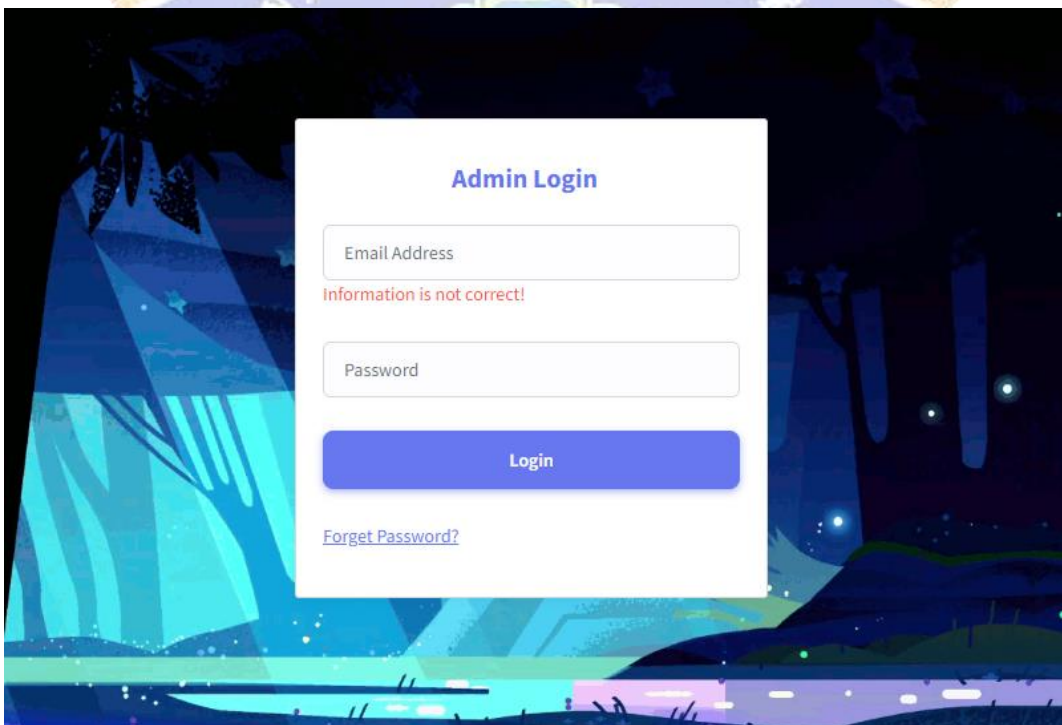 Admin Login
Email Address
Information is not correct!
Password
Login
Forget Password?